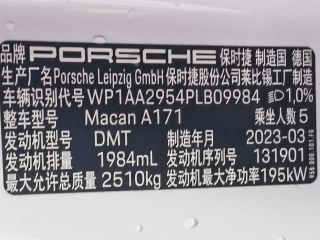 品牌 PORSCHE 保时捷 制造国 德国
生产厂名 Porsche Leipzig GmbH 保时捷股份公司莱比锡工厂制造
车辆识别代号 WP1AA2954PLB09984 1,0%
整车型号 Macan A171 乘坐人数 5
发动机型号 DMT 制造年月 2023-03
发动机排量 1984mL 发动机序列号 131901
最大允许总质量 2510kg 发动机最大净功率 195kW